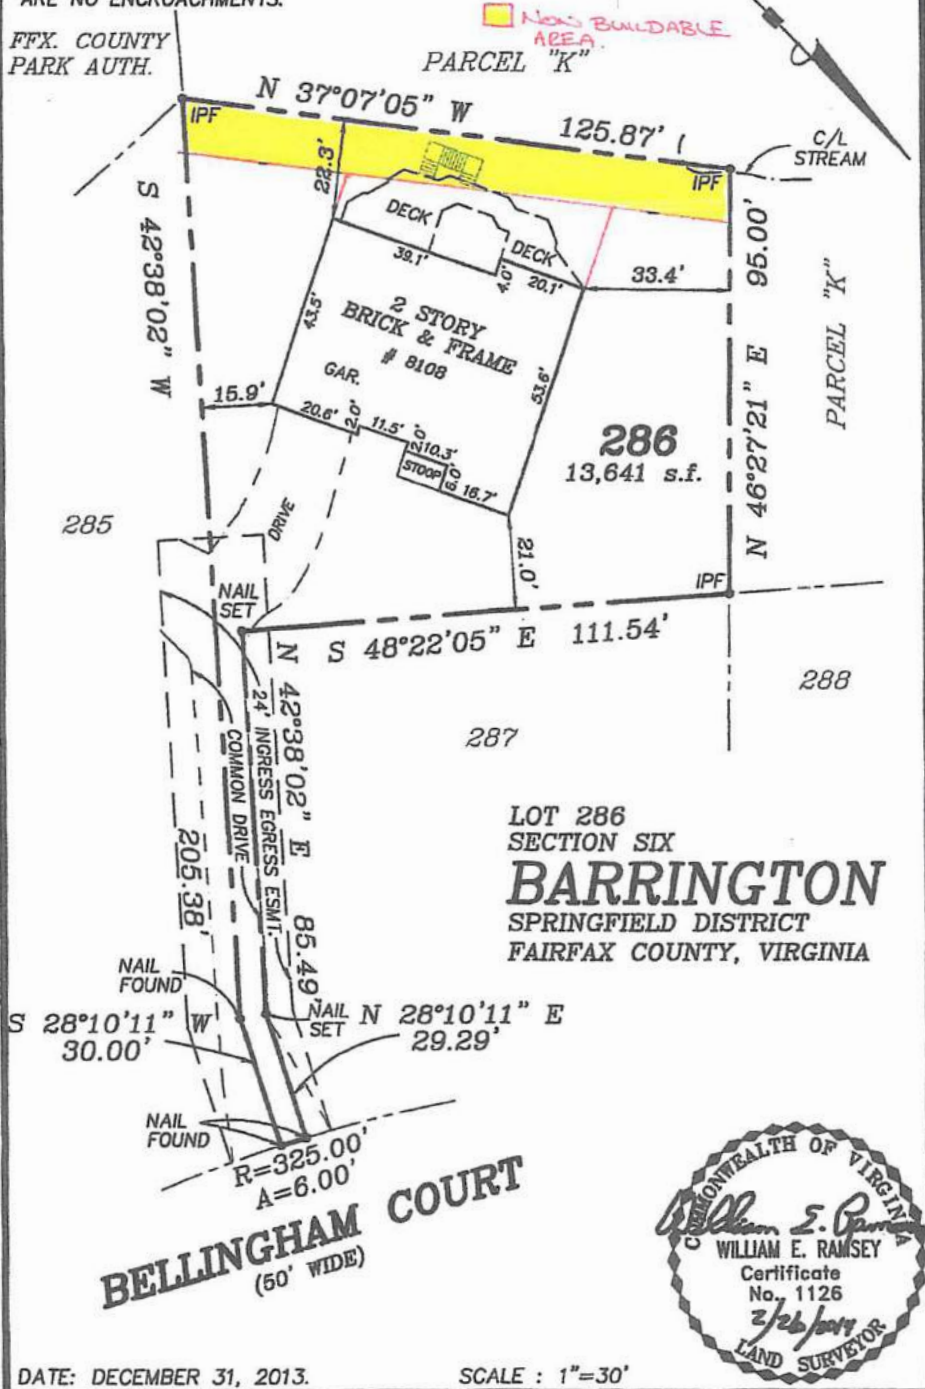 ARE NO ENCROACHMENTS.
NON BUILDABLE
AREA
FFX. COUNTY
PARK AUTH.
PARCEL "K"
N 37°07'05" W
125.87'
IPF
IPF
C/L
STREAM
22.3'
DECK
DECK
39.1'
4.0'
20.1'
33.4'
95.00'
PARCEL "K"
S 42°38'02" W
43.5'
2 STORY
BRICK & FRAME
# 8108
GAR.
53.6'
15.9'
20.6'
2.0'
11.5'
2.0'
10.3'
STOOP
6.0'
16.7'
286
13,641 s.f.
N 46°27'21" E
285
DRIVE
21.0'
IPF
NAIL
SET
S 48°22'05" E 111.54'
288
287
N 42°38'02" E 85.49'
24' INGRESS EGRESS ESMT.
COMMON DRIVE
205.38'
LOT 286
SECTION SIX
BARRINGTON
SPRINGFIELD DISTRICT
FAIRFAX COUNTY, VIRGINIA
NAIL
FOUND
S 28°10'11" W
30.00'
NAIL
SET
N 28°10'11" E
29.29'
NAIL
FOUND
R=325.00'
A=6.00'
BELLINGHAM COURT
(50' WIDE)
COMMONWEALTH OF VIRGINIA
William E. Ramsey
WILLIAM E. RAMSEY
Certificate
No. 1126
LAND SURVEYOR
DATE: DECEMBER 31, 2013.
SCALE : 1"=30'